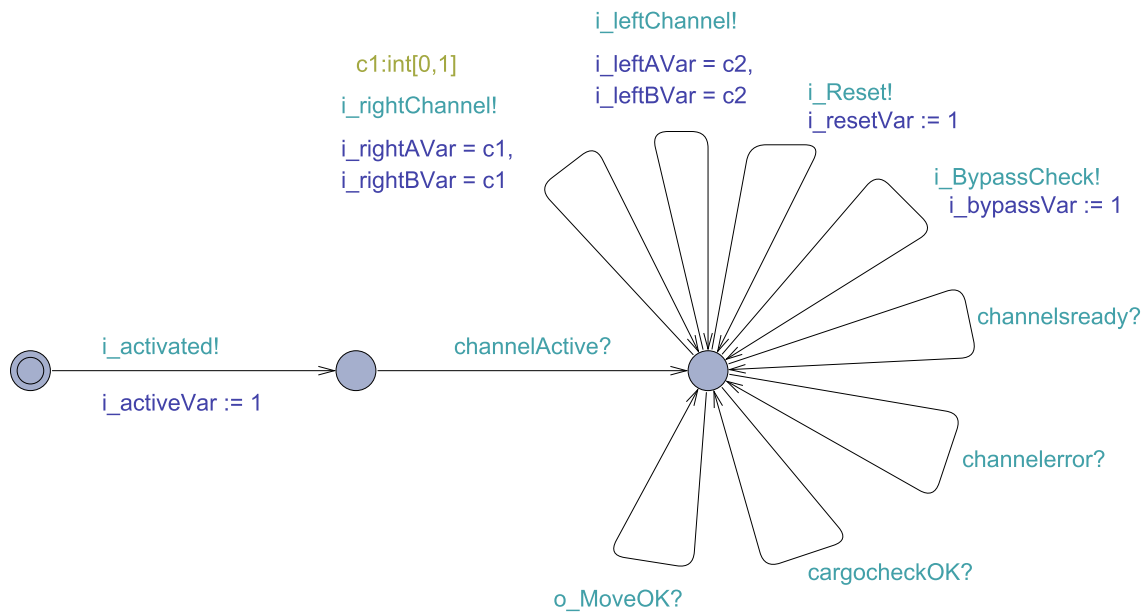 i_leftChannel!
i_leftAVar = c2,
i_leftBVar = c2
c1:int[0,1]
i_rightChannel!
i_rightAVar = c1,
i_rightBVar = c1
i_Reset!
i_resetVar := 1
i_BypassCheck!
i_bypassVar := 1
channelsready?
i_activated!
i_activeVar := 1
channelActive?
channelerror?
cargocheckOK?
o_MoveOK?